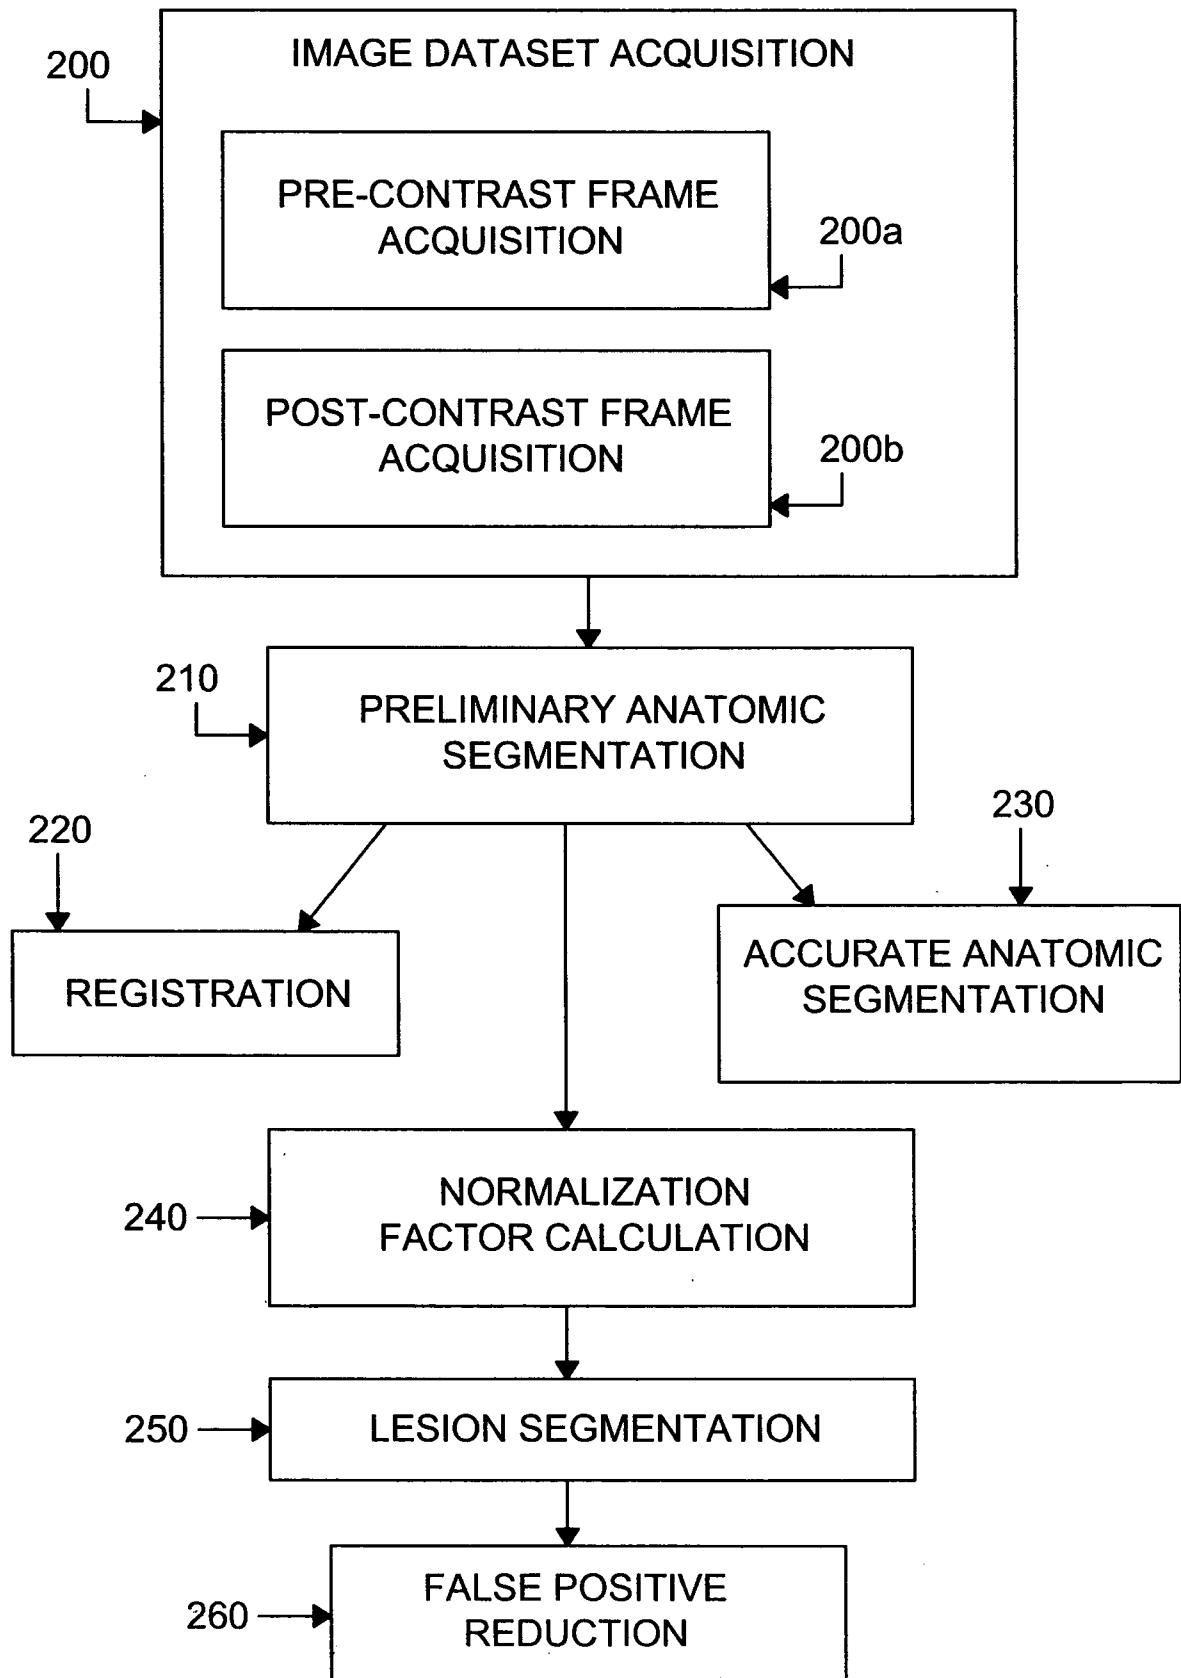 IMAGE DATASET ACQUISITION
200
PRE-CONTRAST FRAME
ACQUISITION
200a
POST-CONTRAST FRAME
ACQUISITION
200b
210
PRELIMINARY ANATOMIC
SEGMENTATION
220
230
REGISTRATION
ACCURATE ANATOMIC
SEGMENTATION
240
NORMALIZATION
FACTOR CALCULATION
250
LESION SEGMENTATION
260
FALSE POSITIVE
REDUCTION